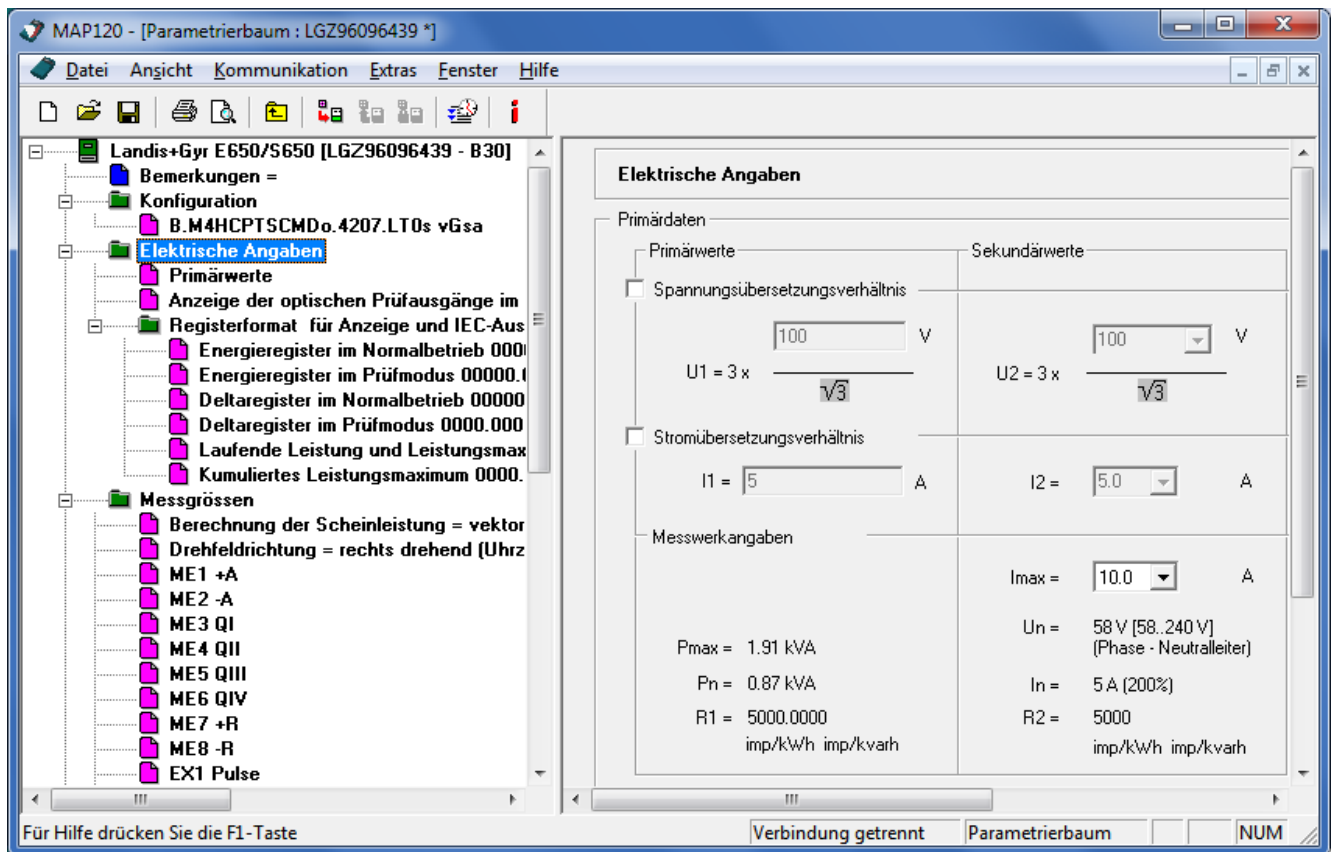 MAP120 - [Parametrierbaum : LGZ96096439 *]
Datei Ansicht Kommunikation Extras Fenster Hilfe
Landis+Gyr E650/S650 [LGZ96096439 - B30]
Bemerkungen =
Konfiguration
B.M4HCPTSCMDo.4207.LT0s vGsa
Elektrische Angaben
Primärwerte
Anzeige der optischen Prüfausgänge im
Registerformat für Anzeige und IEC-Aus
Energieregister im Normalbetrieb 000
Energieregister im Prüfmodus 00000.
Deltaregister im Normalbetrieb 00000
Deltaregister im Prüfmodus 0000.000
Laufende Leistung und Leistungsmax
Kumuliertes Leistungsmaximum 0000.
Messgrössen
Berechnung der Scheinleistung = vektor
Drehfeldrichtung = rechts drehend (Uhrz
ME1 +A
ME2 -A
ME3 QI
ME4 QII
ME5 QIII
ME6 QIV
ME7 +R
ME8 -R
EX1 Pulse
Elektrische Angaben
Primärdaten
Primärwerte
Sekundärwerte
Spannungsübersetzungsverhältnis
100 V
100 V
U1 = 3 x
U2 = 3 x
√3
√3
Stromübersetzungsverhältnis
I1 = 5 A
I2 = 5.0 A
Messwerkangaben
Imax = 10.0 A
Un = 58 V [58..240 V]
(Phase - Neutralleiter)
Pmax = 1.91 kVA
Pn = 0.87 kVA
In = 5 A (200%)
R1 = 5000.0000
R2 = 5000
imp/kWh imp/kvarh
imp/kWh imp/kvarh
Für Hilfe drücken Sie die F1-Taste
Verbindung getrennt
Parametrierbaum
NUM